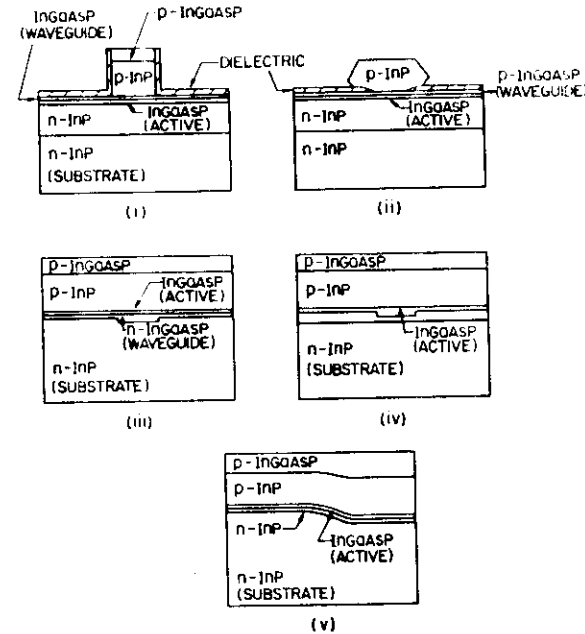 InGaAsP
(WAVEGUIDE)
p-InGaAsP
p-InP
DIELECTRIC
InGaAsP
(ACTIVE)
n-InP
n-InP
(SUBSTRATE)
(i)
p-InP
p-InGaAsP
(WAVEGUIDE)
InGaAsP
(ACTIVE)
n-InP
n-InP
(ii)
p-InGaAsP
p-InP
InGaAsP
(ACTIVE)
n-InGaAsP
(WAVEGUIDE)
n-InP
(SUBSTRATE)
(iii)
p-InGaAsP
p-InP
InGaAsP
(ACTIVE)
n-InP
(SUBSTRATE)
(iv)
p-InGaAsP
p-InP
n-InP
InGaAsP
(ACTIVE)
n-InP
(SUBSTRATE)
(v)